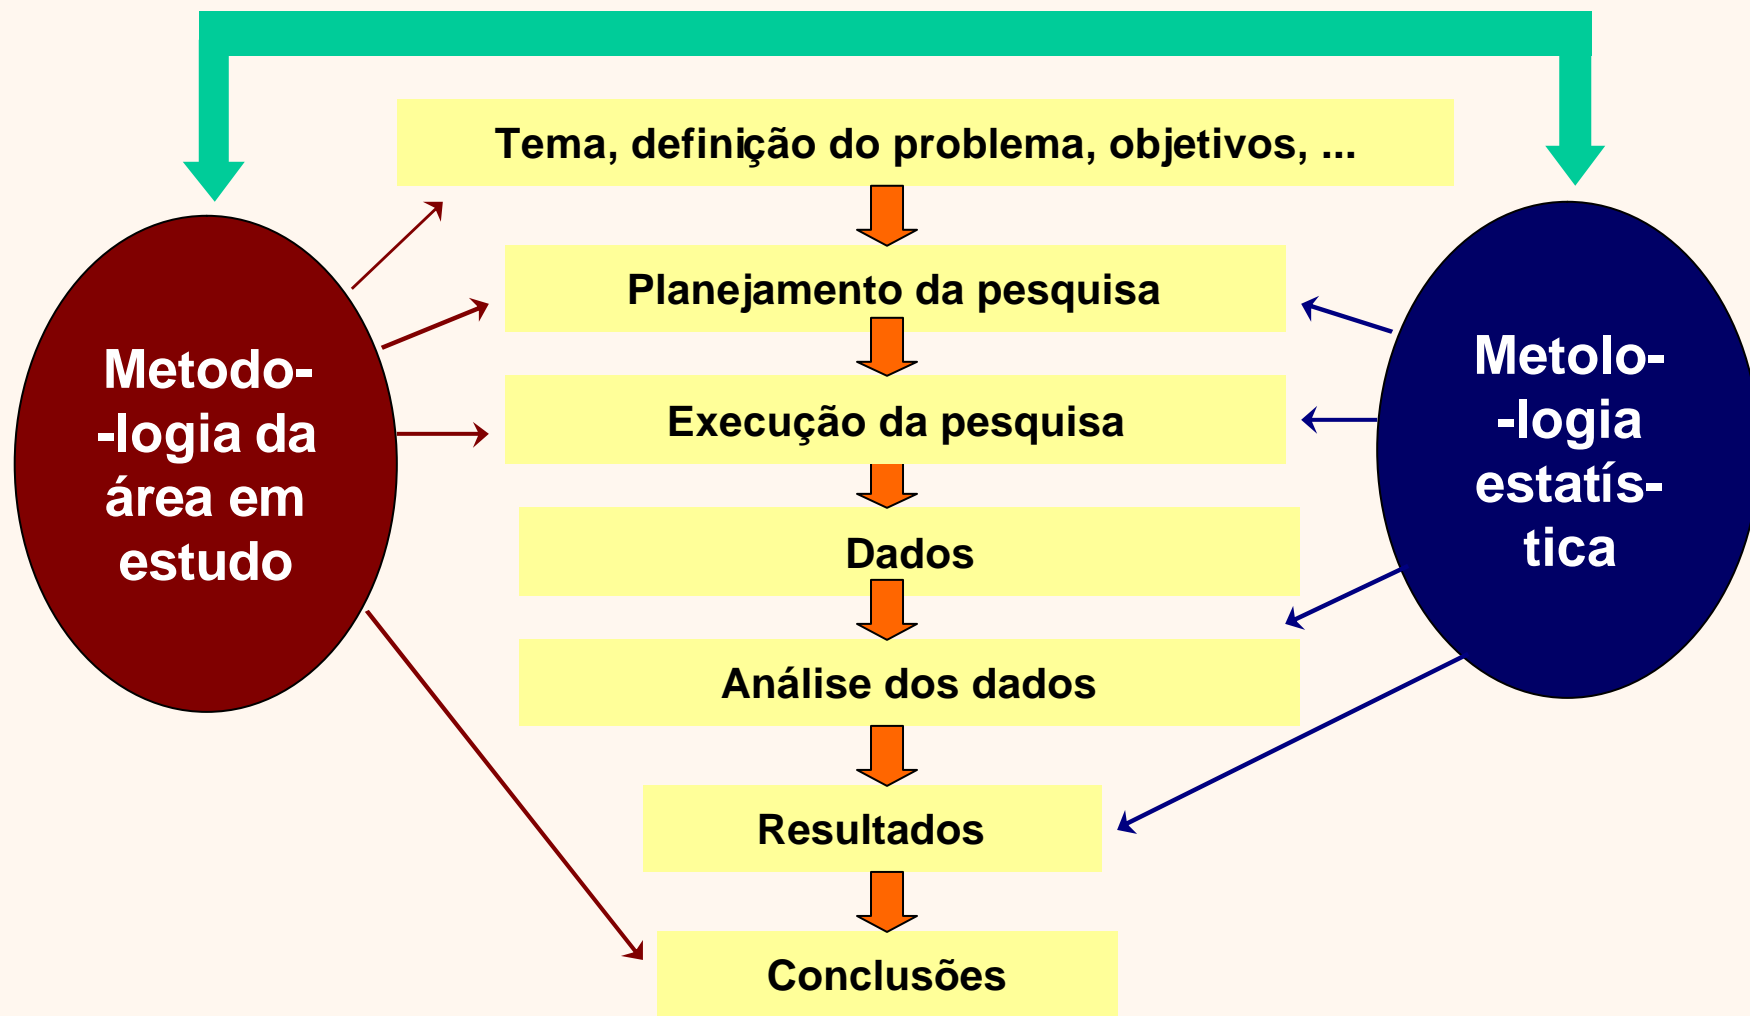 Tema, definição do problema, objetivos, ...
Planejamento da pesquisa
Execução da pesquisa
Dados
Análise dos dados
Resultados
Conclusões
Metodo-
-logia da
área em
estudo
Metolo-
-logia
estatís-
tica